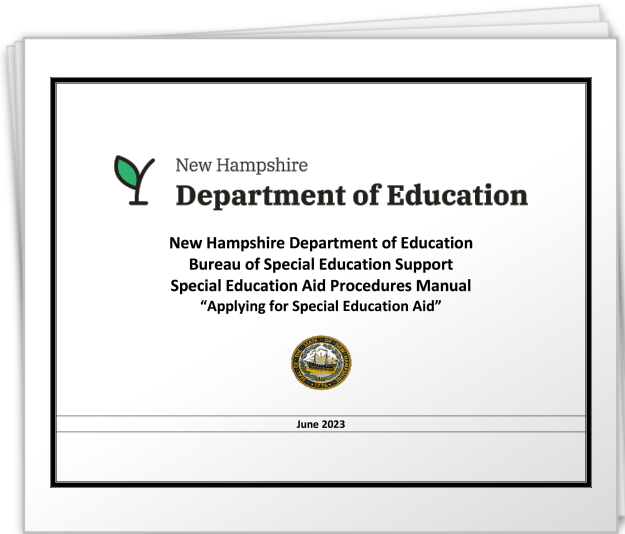 New Hampshire
Department of Education
New Hampshire Department of Education
Bureau of Special Education Support
Special Education Aid Procedures Manual
“Applying for Special Education Aid”
June 2023